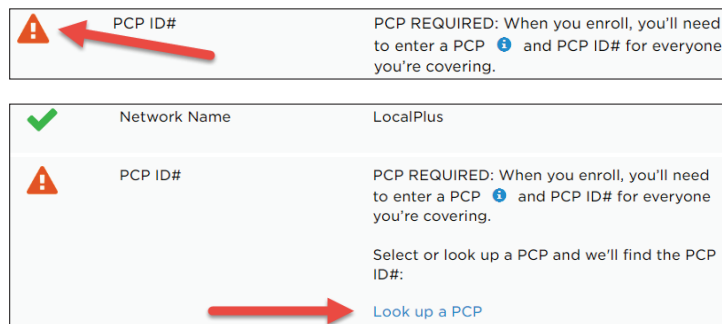 PCP ID#
PCP REQUIRED: When you enroll, you'll need
to enter a PCP and PCP ID# for everyone
you're covering.
Network Name
LocalPlus
PCP ID#
PCP REQUIRED: When you enroll, you'll need
to enter a PCP and PCP ID# for everyone
you're covering.
Select or look up a PCP and we'll find the PCP
ID#:
Look up a PCP